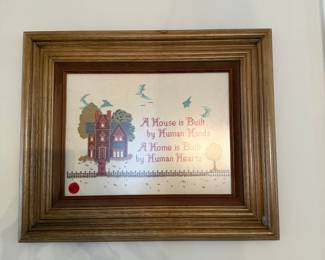 A House is Built
by Human Hands
A Home is Built
by Human Hearts